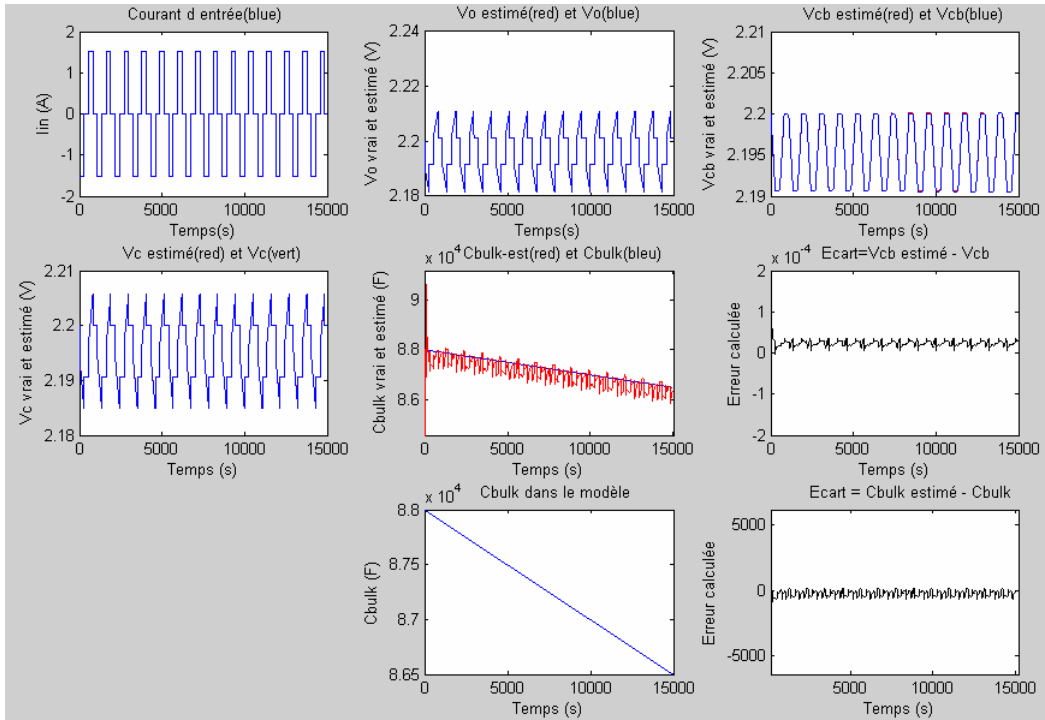 Courant d entrée(blue)
Iin (A)
2
1
0
-1
-2
0 5000 10000 15000
Temps(s)
Vo estimé(red) et Vo(blue)
Vo vrai et estimé (V)
2.24
2.22
2.2
2.18
0 5000 10000 15000
Temps (s)
Vcb estimé(red) et Vcb(blue)
Vcb vrai et estimé (V)
2.21
2.205
2.2
2.195
2.19
0 5000 10000 15000
Temps (s)
Vc estimé(red) et Vc(vert)
Vc vrai et estimé (V)
2.21
2.2
2.19
2.18
0 5000 10000 15000
Temps (s)
x 10^4
Cbulk-est(red) et Cbulk(bleu)
Cbulk vrai et estimé (F)
9
8.8
8.6
0 5000 10000 15000
Temps (s)
x 10^-4
Ecart=Vcb estimé - Vcb
Erreur calculée
2
1
0
-1
-2
0 5000 10000 15000
Temps (s)
x 10^4
Cbulk dans le modèle
Cbulk (F)
8.8
8.75
8.7
8.65
0 5000 10000 15000
Temps (s)
Ecart = Cbulk estimé - Cbulk
Erreur calculée
5000
0
-5000
5000 10000 15000
Temps (s)